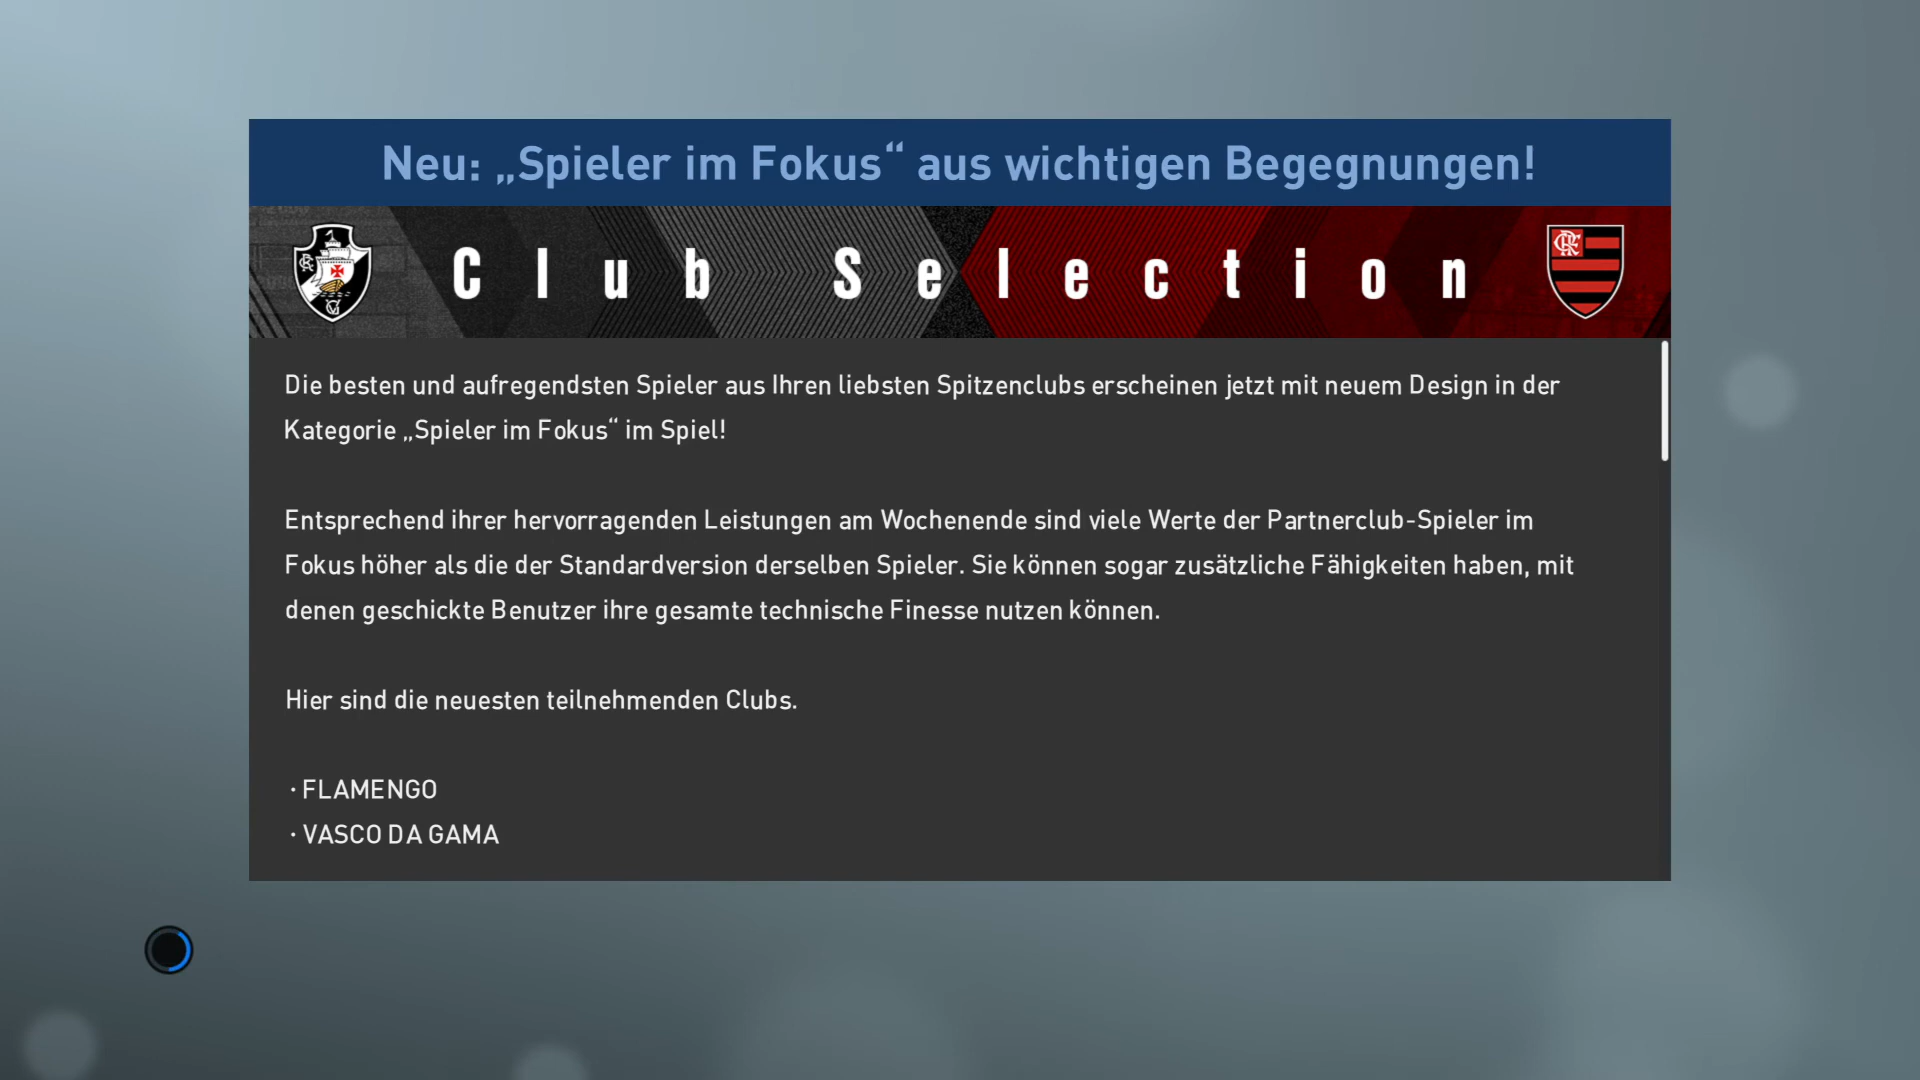 Neu: „Spieler im Fokus“ aus wichtigen Begegnungen!
Club Selection
Die besten und aufregendsten Spieler aus Ihren liebsten Spitzenclubs erscheinen jetzt mit neuem Design in der
Kategorie „Spieler im Fokus“ im Spiel!
Entsprechend ihrer hervorragenden Leistungen am Wochenende sind viele Werte der Partnerclub-Spieler im
Fokus höher als die der Standardversion derselben Spieler. Sie können sogar zusätzliche Fähigkeiten haben, mit
denen geschickte Benutzer ihre gesamte technische Finesse nutzen können.
Hier sind die neuesten teilnehmenden Clubs.
・FLAMENGO
・VASCO DA GAMA